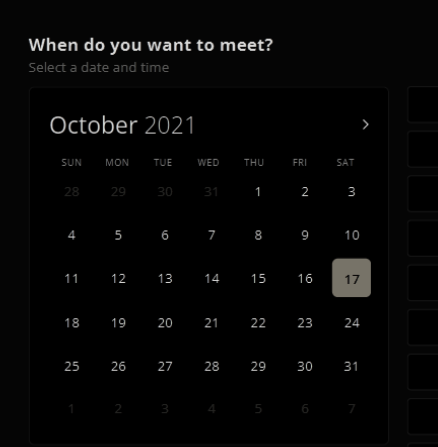 When do you want to meet?
Select a date and time
October 2021
SUN MON TUE WED THU FRI SAT
28 29 30 31 1 2 3
4 5 6 7 8 9 10
11 12 13 14 15 16 17
18 19 20 21 22 23 24
25 26 27 28 29 30 31
1 2 3 4 5 6 7